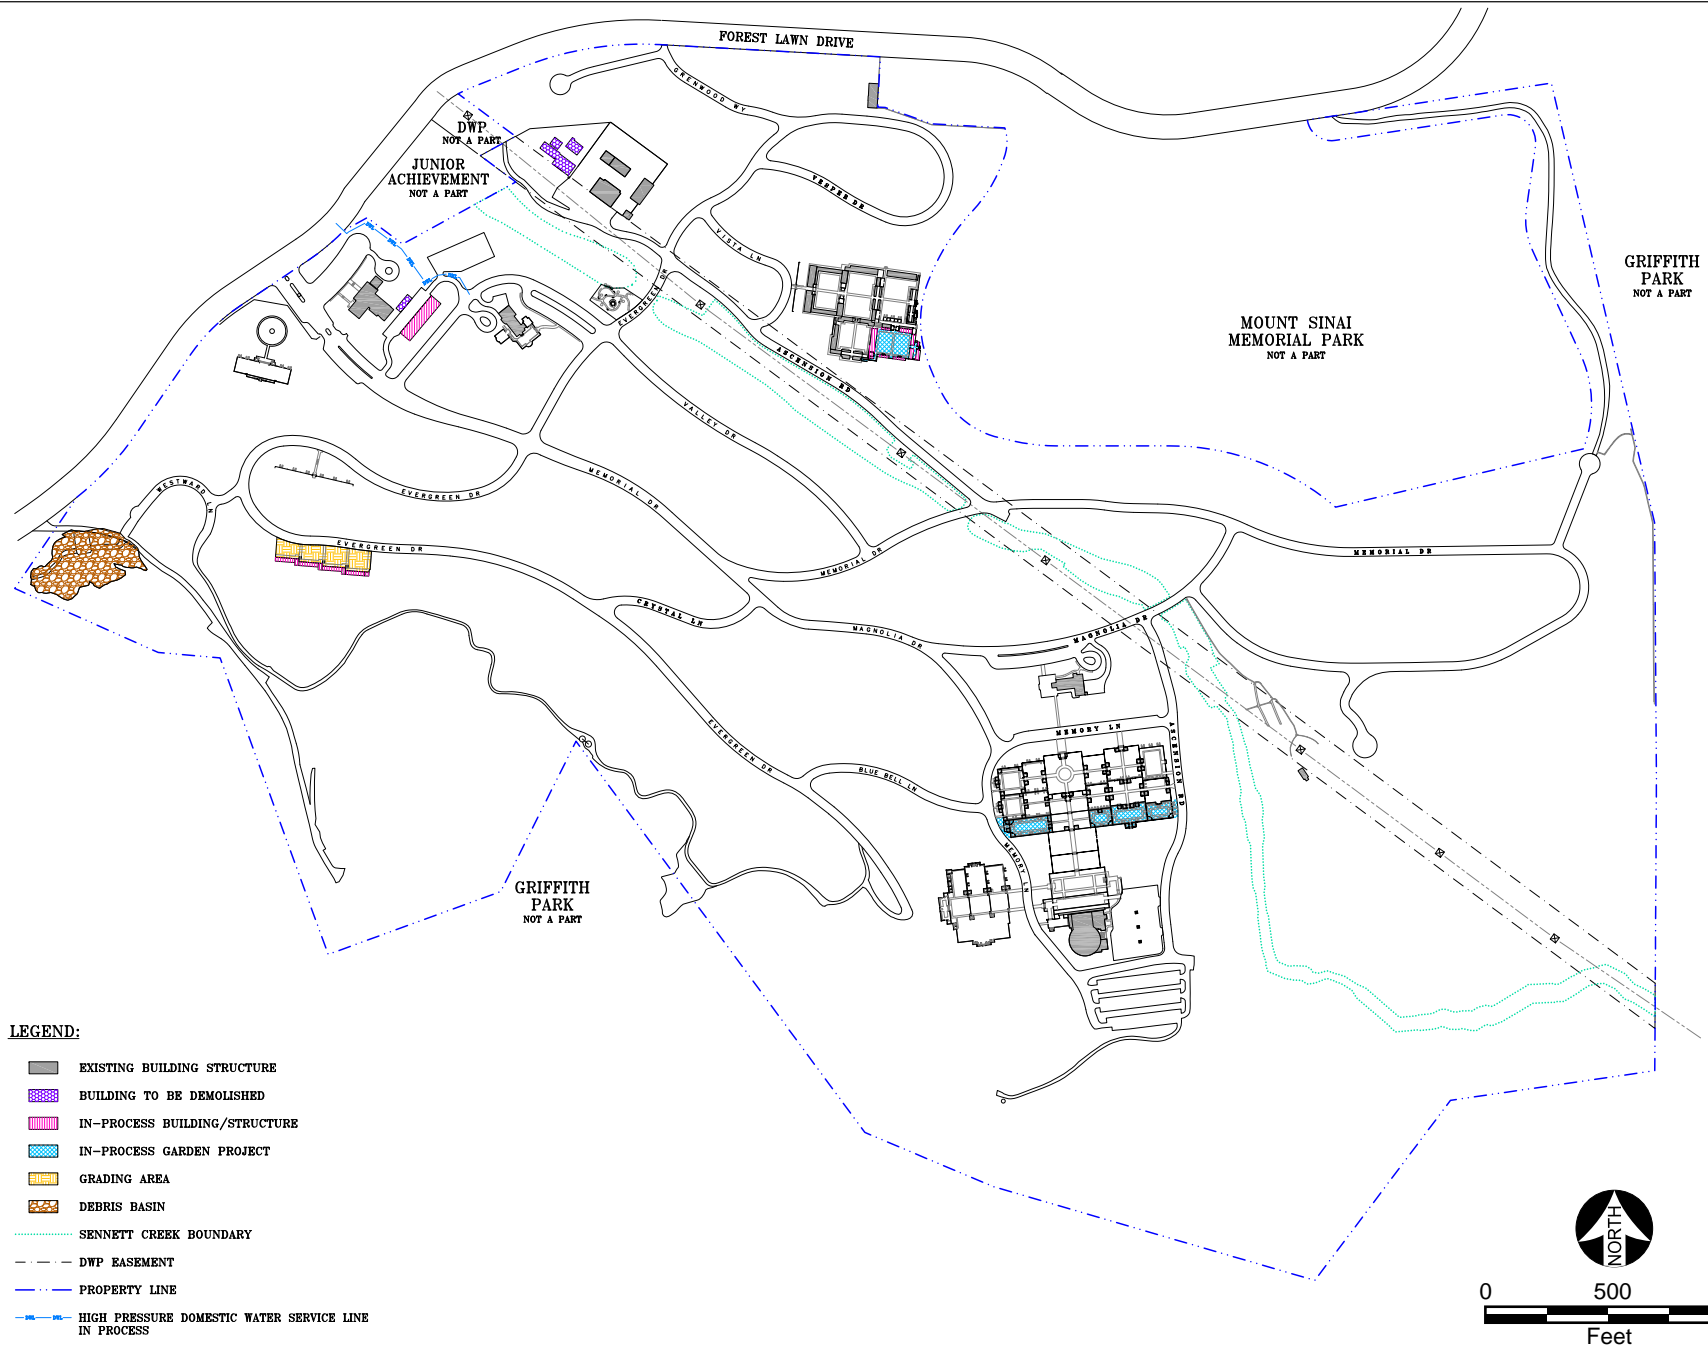 FOREST LAWN DRIVE
GRENWOOD WY
DWP
NOT A PART
JUNIOR
ACHIEVEMENT
NOT A PART
VESPER DR
VISTA LN
EVERGREEN DR
GRIFFITH
PARK
NOT A PART
MOUNT SINAI
MEMORIAL PARK
NOT A PART
ASCENSION RD
VALLEY DR
MEMORIAL DR
EVERGREEN DR
WESTWARD LN
EVERGREEN DR
MEMORIAL DR
MEMORIAL DR
CRYSTAL LN
MAGNOLIA DR
MAGNOLIA DR
MEMORY LN
ASCENSION RD
EVERGREEN DR
BLUE BELL LN
MEMORY LN
GRIFFITH
PARK
NOT A PART
LEGEND:
EXISTING BUILDING STRUCTURE
BUILDING TO BE DEMOLISHED
IN-PROCESS BUILDING/STRUCTURE
IN-PROCESS GARDEN PROJECT
GRADING AREA
DEBRIS BASIN
SENNETT CREEK BOUNDARY
DWP EASEMENT
PROPERTY LINE
HIGH PRESSURE DOMESTIC WATER SERVICE LINE
IN PROCESS
NORTH
0 500
Feet